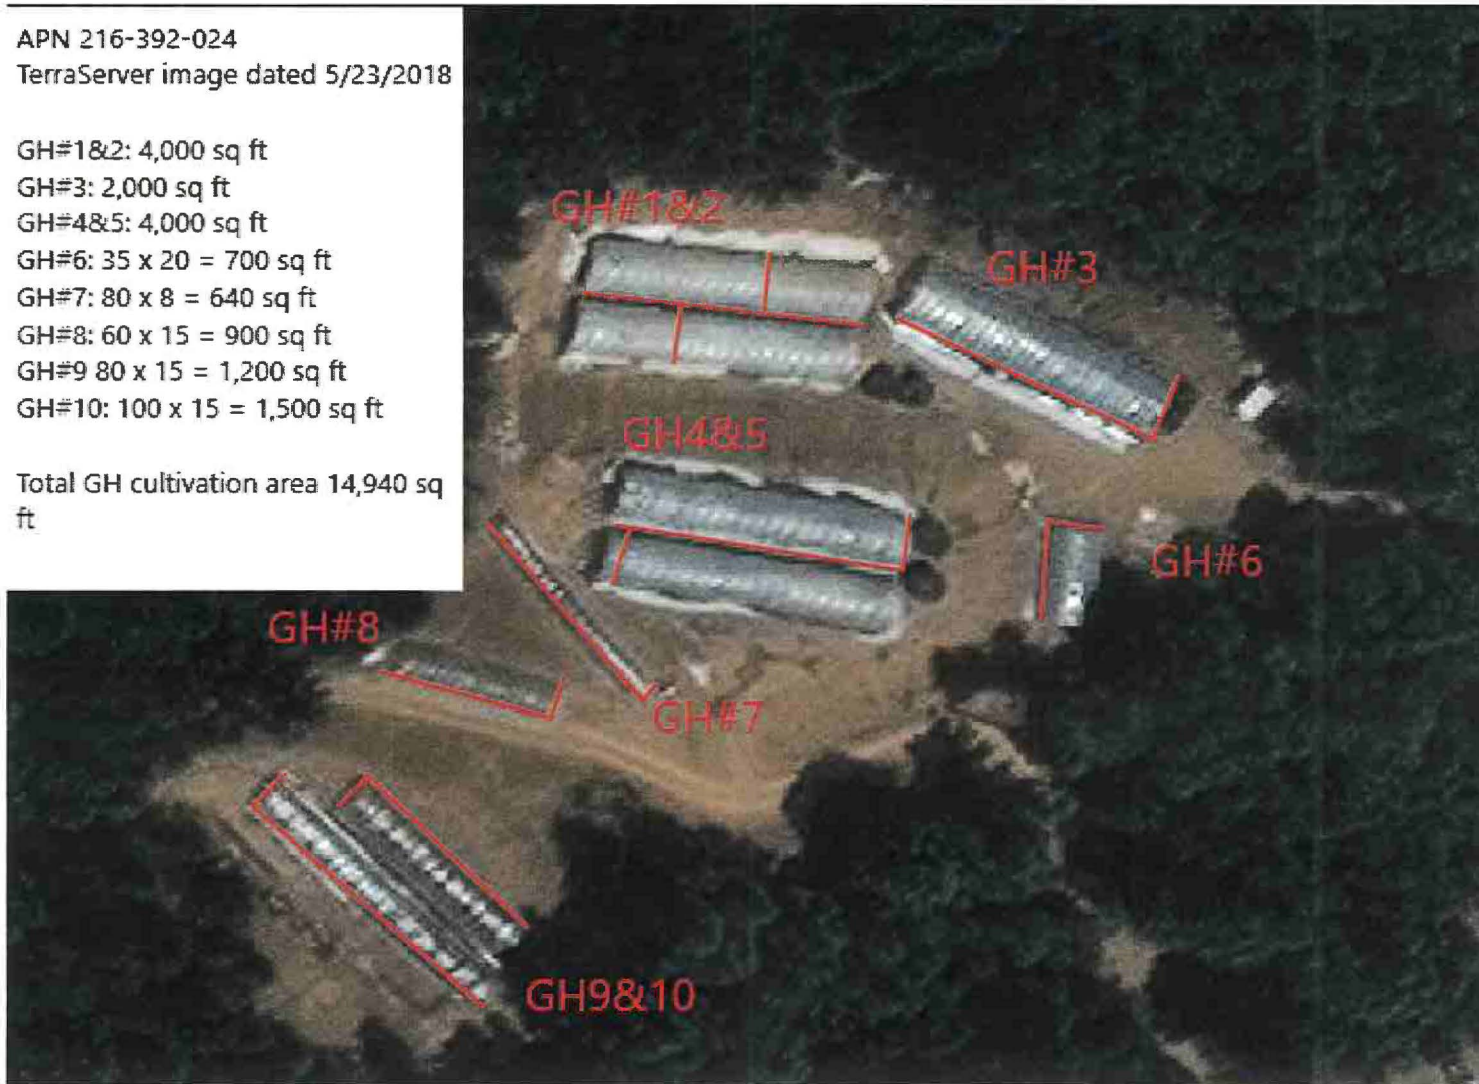 APN 216-392-024
TerraServer image dated 5/23/2018
GH#1&2: 4,000 sq ft
GH#3: 2,000 sq ft
GH#4&5: 4,000 sq ft
GH#6: 35 x 20 = 700 sq ft
GH#7: 80 x 8 = 640 sq ft
GH#8: 60 x 15 = 900 sq ft
GH#9 80 x 15 = 1,200 sq ft
GH#10: 100 x 15 = 1,500 sq ft
Total GH cultivation area 14,940 sq
ft
GH#1&2
GH#3
GH4&5
GH#6
GH#8
GH#7
GH9&10